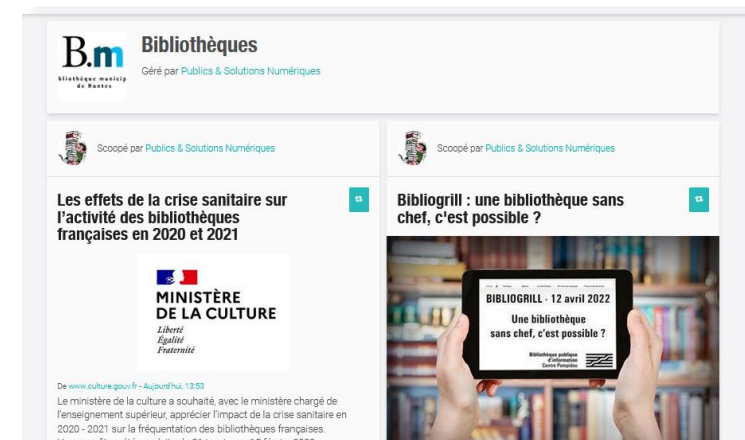 B.m
bliothèque municip
de Nantes
Bibliothèques
Géré par Publics & Solutions Numériques
Scoopé par Publics & Solutions Numériques
Les effets de la crise sanitaire sur
l'activité des bibliothèques
françaises en 2020 et 2021
MINISTÈRE
DE LA CULTURE
Liberté
Égalité
Fraternité
De www.culture.gouv.fr - Aujourd'hui, 13:53
Le ministère de la culture a souhaité, avec le ministère chargé de
l'enseignement supérieur, apprécier l'impact de la crise sanitaire en
2020 - 2021 sur la fréquentation des bibliothèques françaises.
Scoopé par Publics & Solutions Numériques
Bibliogrill : une bibliothèque sans
chef, c'est possible ?
BIBLIOGRILL - 12 avril 2022
Une bibliothèque
sans chef, c'est possible ?
Bibliothèque publique
d'information
Centre Pompidou